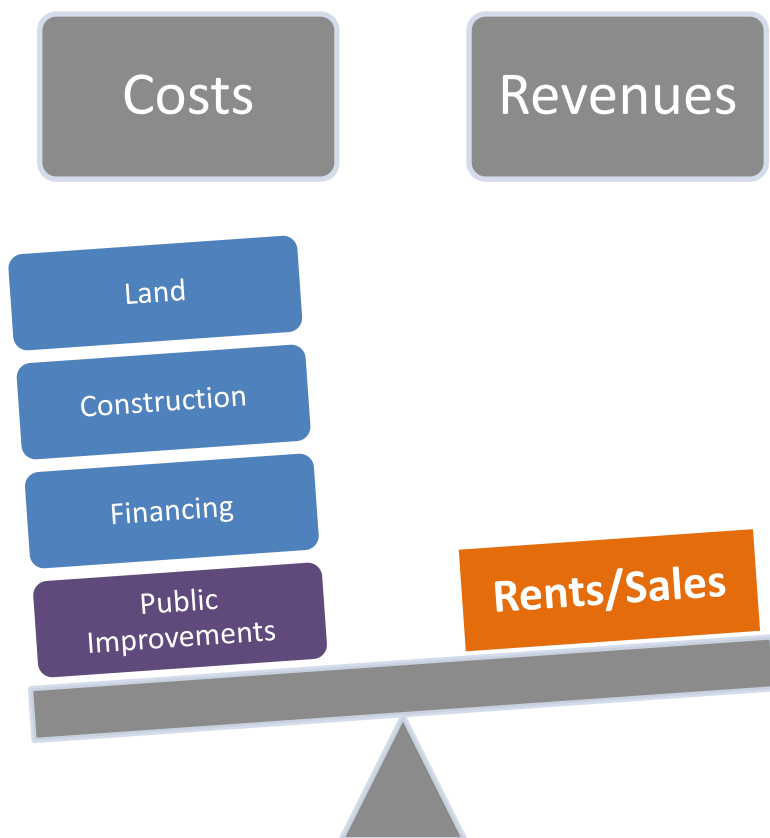 Costs
Revenues
Land
Construction
Financing
Public
Improvements
Rents/Sales